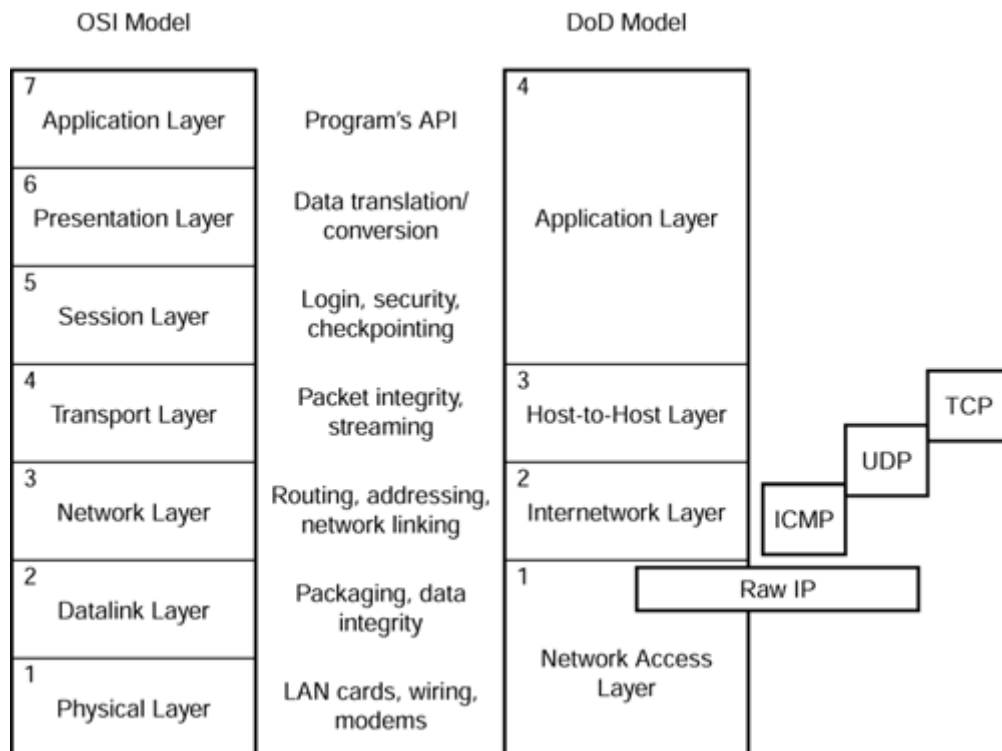 OSI Model
DoD Model
7
Application Layer
Program's API
4
Application Layer
6
Presentation Layer
Data translation/
conversion
5
Session Layer
Login, security,
checkpointing
4
Transport Layer
Packet integrity,
streaming
3
Host-to-Host Layer
TCP
UDP
3
Network Layer
Routing, addressing,
network linking
2
Internetwork Layer
ICMP
2
Datalink Layer
Packaging, data
integrity
1
Network Access
Layer
Raw IP
1
Physical Layer
LAN cards, wiring,
modems